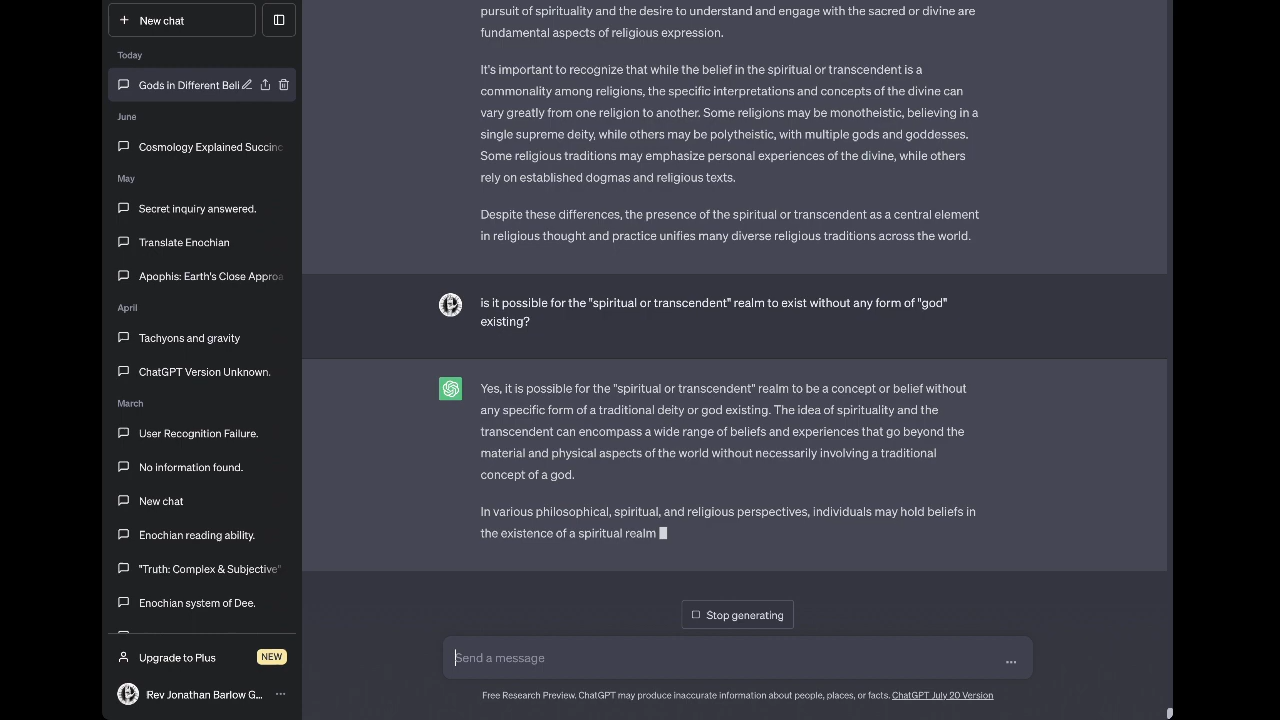 New chat
Today
Gods in Different Beli
June
Cosmology Explained Succinc
May
Secret inquiry answered.
Translate Enochian
Apophis: Earth's Close Approa
April
Tachyons and gravity
ChatGPT Version Unknown.
March
User Recognition Failure.
No information found.
New chat
Enochian reading ability.
"Truth: Complex & Subjective"
Enochian system of Dee.
Upgrade to Plus
NEW
Rev Jonathan Barlow G...
pursuit of spirituality and the desire to understand and engage with the sacred or divine are
fundamental aspects of religious expression.
It's important to recognize that while the belief in the spiritual or transcendent is a
commonality among religions, the specific interpretations and concepts of the divine can
vary greatly from one religion to another. Some religions may be monotheistic, believing in a
single supreme deity, while others may be polytheistic, with multiple gods and goddesses.
Some religious traditions may emphasize personal experiences of the divine, while others
rely on established dogmas and religious texts.
Despite these differences, the presence of the spiritual or transcendent as a central element
in religious thought and practice unifies many diverse religious traditions across the world.
is it possible for the "spiritual or transcendent" realm to exist without any form of "god"
existing?
Yes, it is possible for the "spiritual or transcendent" realm to be a concept or belief without
any specific form of a traditional deity or god existing. The idea of spirituality and the
transcendent can encompass a wide range of beliefs and experiences that go beyond the
material and physical aspects of the world without necessarily involving a traditional
concept of a god.
In various philosophical, spiritual, and religious perspectives, individuals may hold beliefs in
the existence of a spiritual realm
Stop generating
Send a message
Free Research Preview. ChatGPT may produce inaccurate information about people, places, or facts. ChatGPT July 20 Version